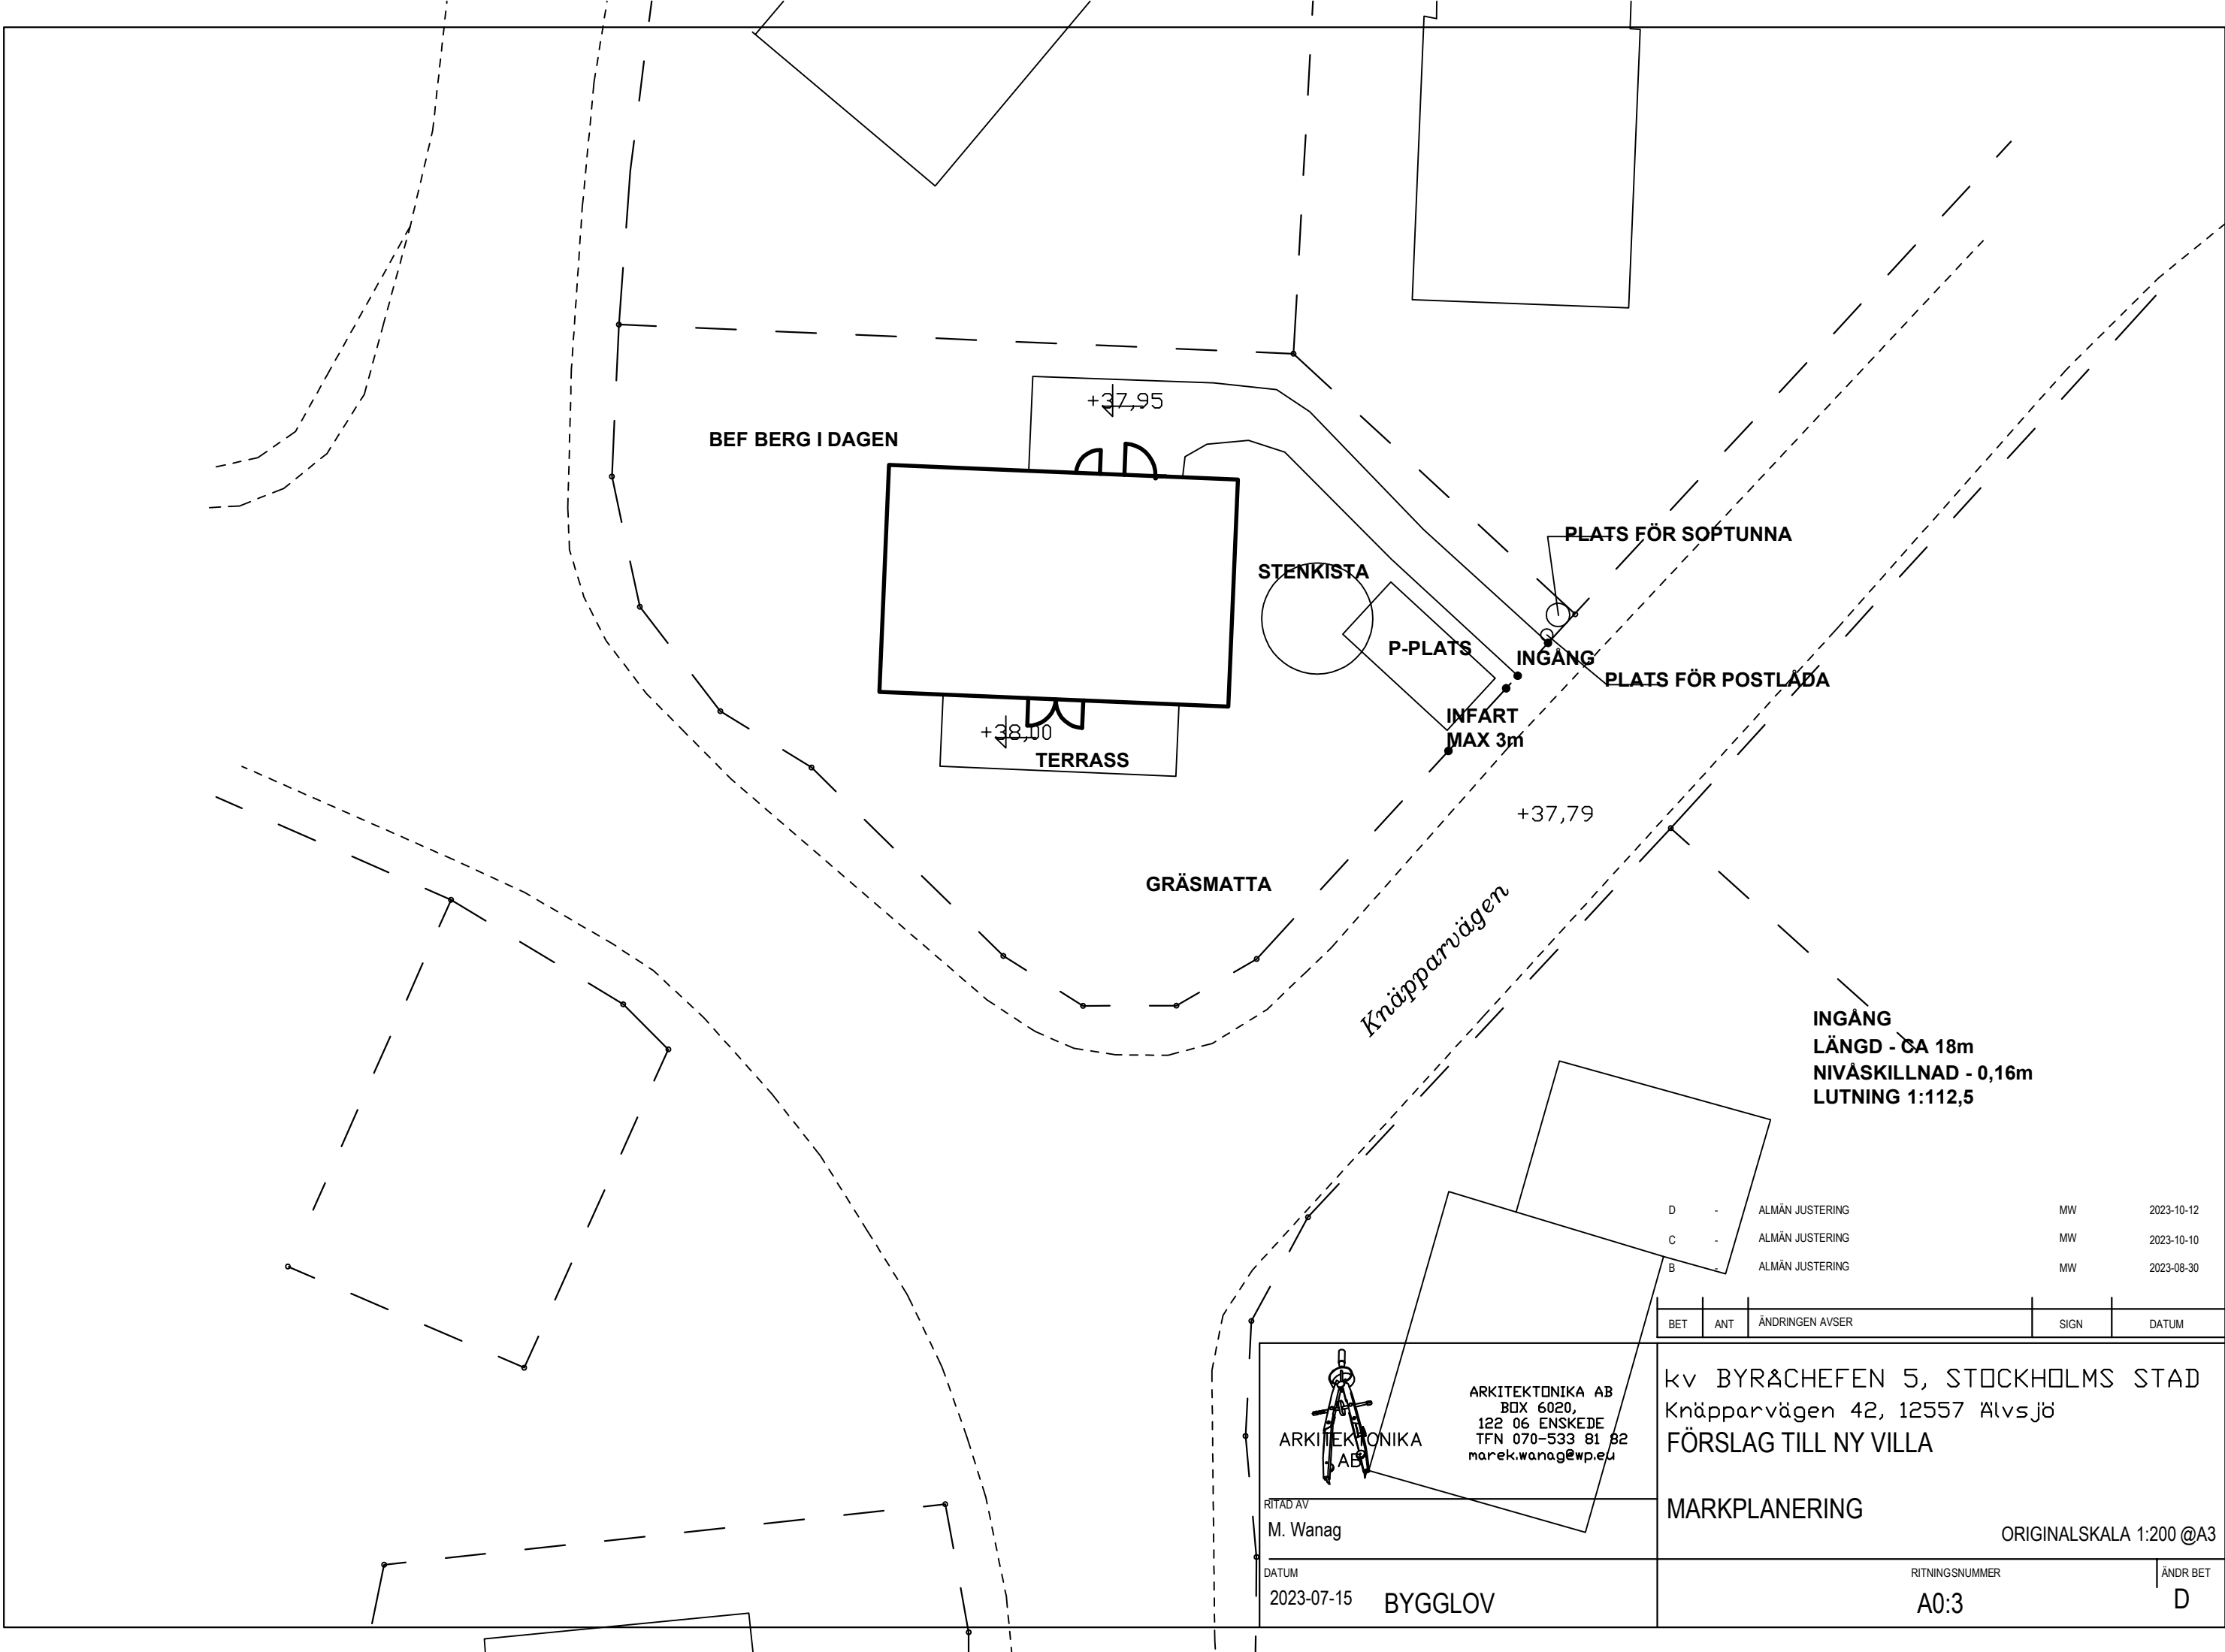 +37,95
BEF BERG I DAGEN
PLATS FÖR SOPTUNNA
STENKISTA
P-PLATS
INGÅNG
PLATS FÖR POSTLÅDA
INFART
MAX 3m
+38,00
TERRASS
+37,79
GRÄSMATTA
Knäpparvägen
INGÅNG
LÄNGD - CA 18m
NIVÅSKILLNAD - 0,16m
LUTNING 1:112,5
D - ALMÄN JUSTERING MW 2023-10-12
C - ALMÄN JUSTERING MW 2023-10-10
B - ALMÄN JUSTERING MW 2023-08-30
BET ANT ÄNDRINGEN AVSER SIGN DATUM
ARKITEKTONIKA
AB
ARKITEKTONIKA AB
BOX 6020,
122 06 ENSKEDE
TFN 070-533 81 82
marek.wanag@wp.eu
kv BYRÅCHEFEN 5, STOCKHOLMS STAD
Knäpparvägen 42, 12557 Älvsjö
FÖRSLAG TILL NY VILLA
MARKPLANERING
ORIGINALSKALA 1:200 @A3
RITAD AV
M. Wanag
DATUM
2023-07-15 BYGGLOV
RITNINGSNUMMER
A0:3
ÄNDR BET
D